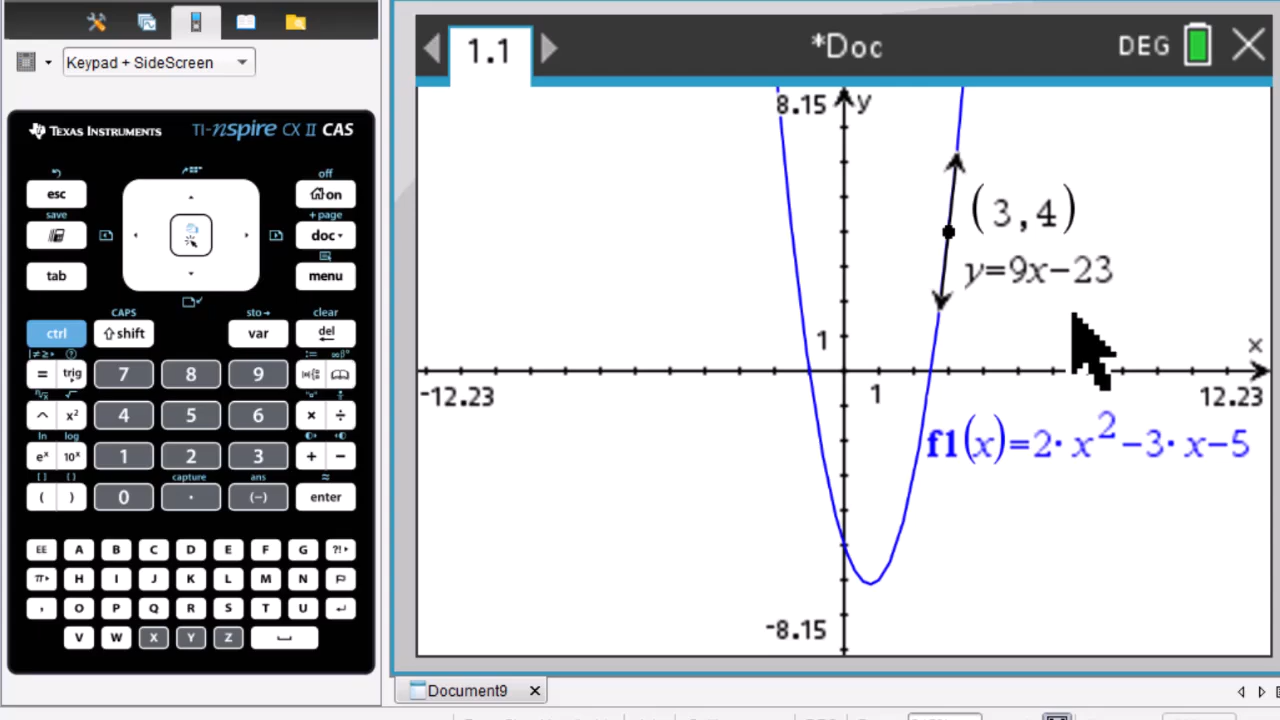 Keypad + SideScreen
TEXAS INSTRUMENTS TI-nspire CX II CAS
off
esc
⌂on
save
+ page
doc▾
tab
menu
CAPS
sto→
clear
ctrl
⇧shift
var
del
|≠≥▸
:=
= trig 7 8 9
^ x² 4 5 6 × ÷
ln log
eˣ 10ˣ 1 2 3 + −
[ ] { } capture ans ≈
( ) 0 . (−) enter
EE A B C D E F G ?!▸
π▸ H I J K L M N
, O P Q R S T U ↵
V W X Y Z
1.1 *Doc DEG
8.15 y
(3,4)
y=9x−23
1
x
-12.23 1 12.23
f1(x)=2·x²−3·x−5
-8.15
Document9